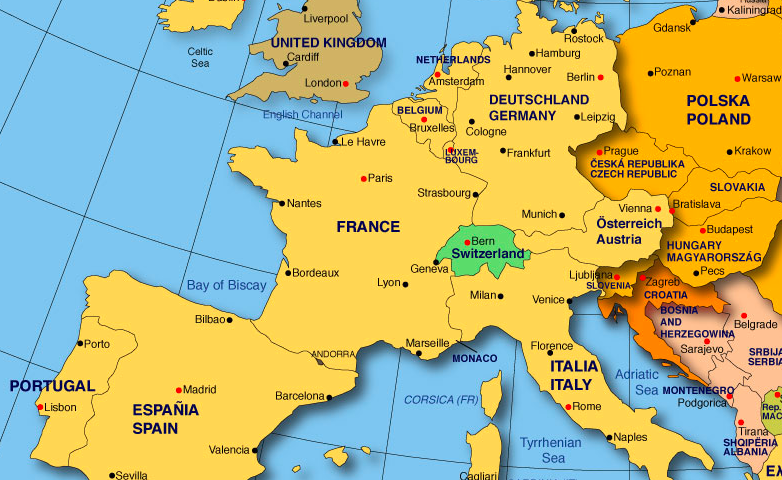 Dublin
Liverpool
Kaliningrad
Gdansk
Rostock
UNITED KINGDOM
Celtic
Sea
Cardiff
Hamburg
NETHERLANDS
Amsterdam
Hannover
Berlin
Poznan
Warsaw
London
DEUTSCHLAND
GERMANY
POLSKA
POLAND
English Channel
BELGIUM
Bruxelles
Cologne
Leipzig
Le Havre
LUXEM-
BOURG
Frankfurt
Prague
Krakow
ČESKÁ REPUBLIKA
CZECH REPUBLIC
Paris
Strasbourg
SLOVAKIA
Nantes
Munich
Vienna
Bratislava
FRANCE
Österreich
Austria
Budapest
Bern
Switzerland
HUNGARY
MAGYARORSZÁG
Geneva
Bordeaux
Lyon
Ljubljana
SLOVENIA
Pecs
Zagreb
CROATIA
Bay of Biscay
Milan
Venice
BOSNIA
AND
HERZEGOWINA
Belgrade
Bilbao
Porto
Marseille
ANDORRA
MONACO
Florence
Sarajevo
SRBIJA
SERBIA
ITALIA
ITALY
Adriatic
Sea
PORTUGAL
Lisbon
Madrid
Barcelona
CORSICA (FR)
MONTENEGRO
Podgorica
Rep.
MAC
ESPAÑIA
SPAIN
Rome
Naples
Tirana
SHQIPËRIA
ALBANIA
Valencia
Tyrrhenian
Sea
Sevilla
Cagliari